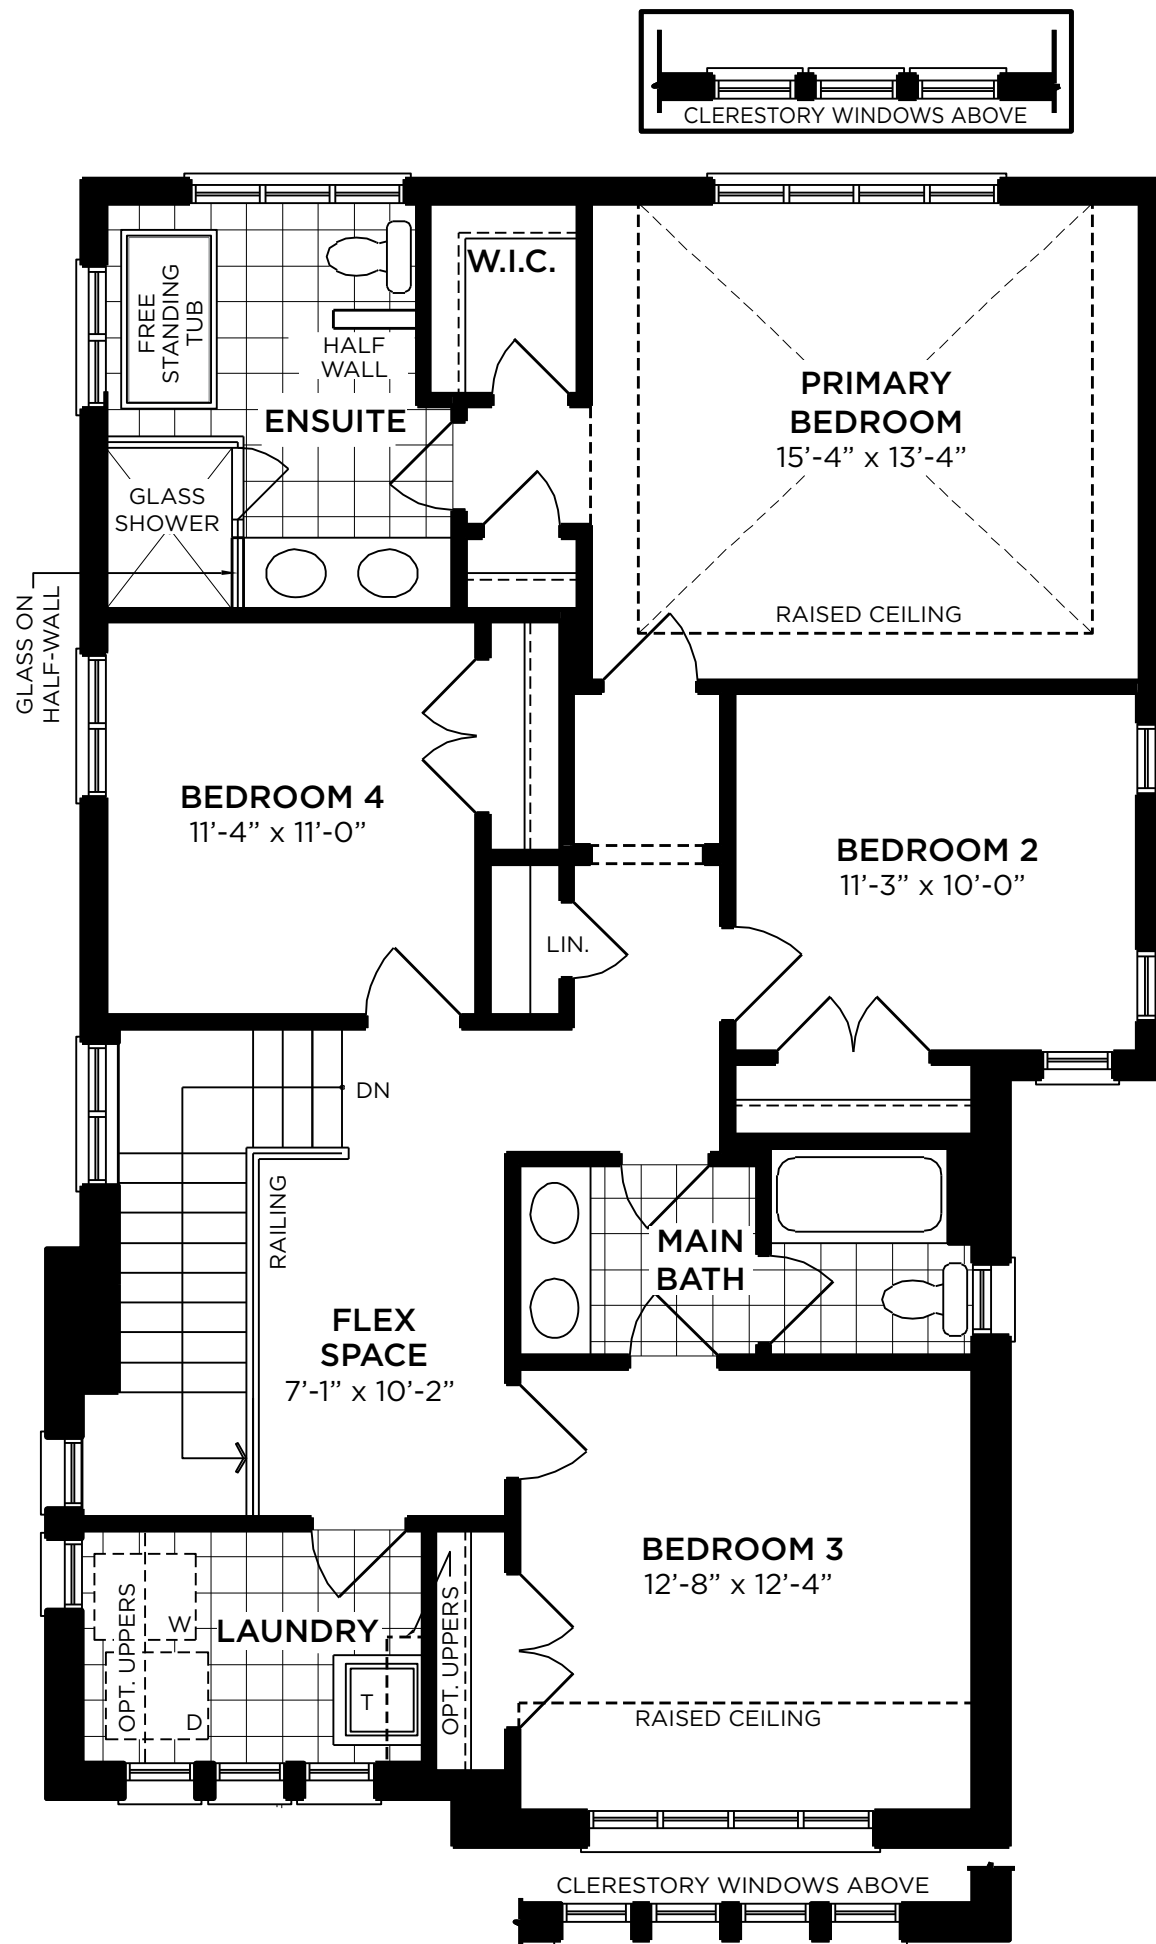 CLERESTORY WINDOWS ABOVE
W.I.C.
FREE
STANDING
TUB
HALF
WALL
ENSUITE
PRIMARY
BEDROOM
15'-4" x 13'-4"
GLASS
SHOWER
GLASS ON
HALF-WALL
RAISED CEILING
BEDROOM 4
11'-4" x 11'-0"
BEDROOM 2
11'-3" x 10'-0"
LIN.
DN
RAILING
MAIN
BATH
FLEX
SPACE
7'-1" x 10'-2"
BEDROOM 3
12'-8" x 12'-4"
OPT. UPPERS
W
LAUNDRY
D
T
OPT. UPPERS
RAISED CEILING
CLERESTORY WINDOWS ABOVE